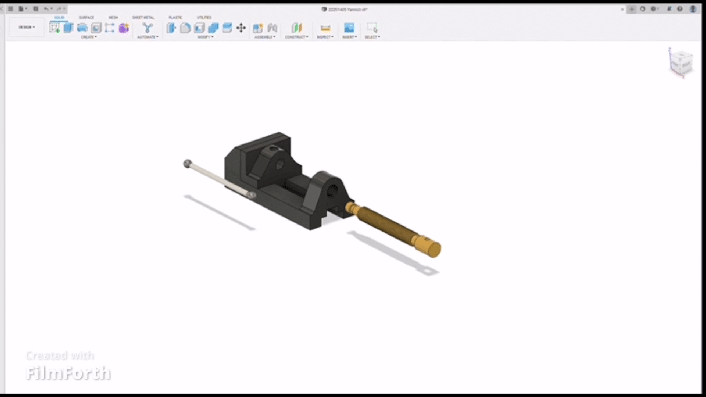 SOLID SURFACE MESH SHEET METAL PLASTIC UTILITIES
DESIGN
CREATE AUTOMATE MODIFY ASSEMBLE CONSTRUCT INSPECT INSERT SELECT
Created with
FilmForth